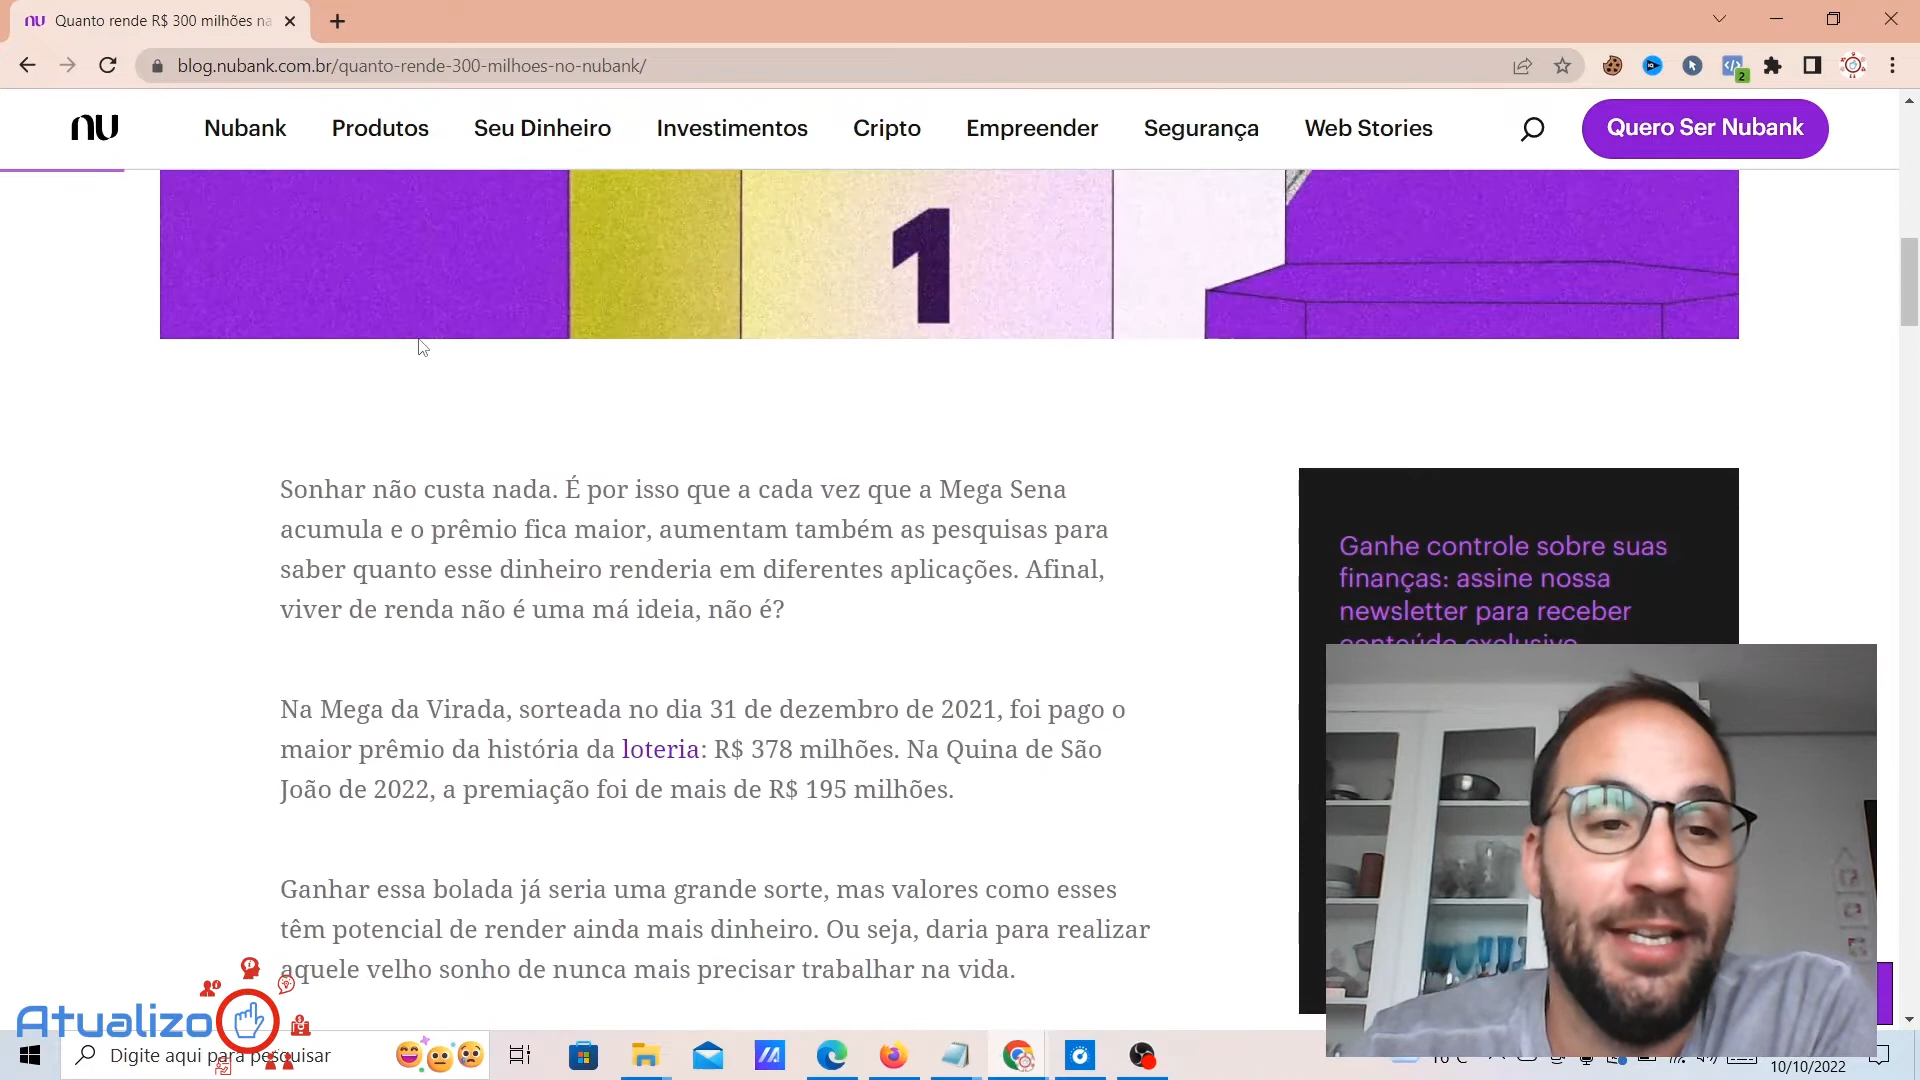 nu Quanto rende R$ 300 milhões na
blog.nubank.com.br/quanto-rende-300-milhoes-no-nubank/
2
nu Nubank Produtos Seu Dinheiro Investimentos Cripto Empreender Segurança Web Stories Quero Ser Nubank
1
Sonhar não custa nada. É por isso que a cada vez que a Mega Sena
acumula e o prêmio fica maior, aumentam também as pesquisas para
saber quanto esse dinheiro renderia em diferentes aplicações. Afinal,
viver de renda não é uma má ideia, não é?
Na Mega da Virada, sorteada no dia 31 de dezembro de 2021, foi pago o
maior prêmio da história da loteria: R$ 378 milhões. Na Quina de São
João de 2022, a premiação foi de mais de R$ 195 milhões.
Ganhar essa bolada já seria uma grande sorte, mas valores como esses
têm potencial de render ainda mais dinheiro. Ou seja, daria para realizar
aquele velho sonho de nunca mais precisar trabalhar na vida.
Ganhe controle sobre suas
finanças: assine nossa
newsletter para receber
conteúdo exclusivo
Atualizo
Digite aqui para pesquisar
16°C
10/10/2022